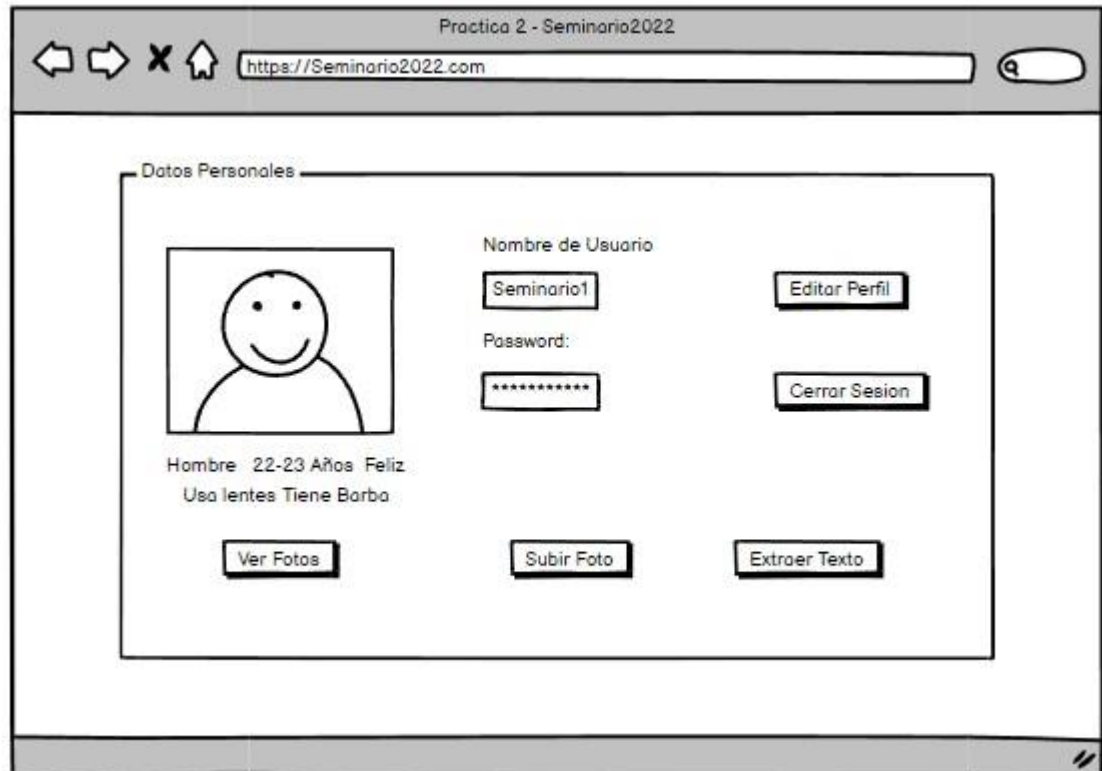 Practica 2 - Seminario2022
https://Seminario2022.com
Datos Personales
Nombre de Usuario
Seminario1
Editar Perfil
Password:
***********
Cerrar Sesion
Hombre 22-23 Años Feliz
Usa lentes Tiene Barba
Ver Fotos
Subir Foto
Extraer Texto